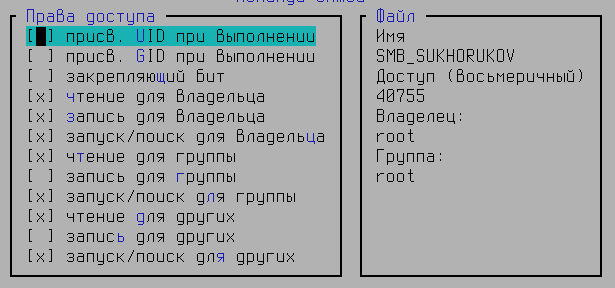 Права доступа
[ ] присв. UID при выполнении
[ ] присв. GID при выполнении
[ ] закрепляющий бит
[x] чтение для владельца
[x] запись для владельца
[x] запуск/поиск для владельца
[x] чтение для группы
[ ] запись для группы
[x] запуск/поиск для группы
[x] чтение для других
[ ] запись для других
[x] запуск/поиск для других
Файл
Имя
SMB_SUKHORUKOV
Доступ (восьмеричный)
40755
Владелец:
root
Группа:
root